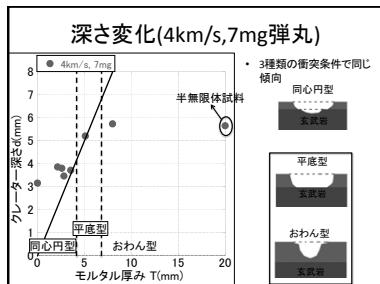 深さ変化(4km/s,7mg弾丸)
4km/s, 7mg
クレーター深さd(mm)
8
7
6
5
4
3
2
1
0
半無限体試料
同心円型
平底型
おわん型
0
5
10
15
20
モルタル厚み T(mm)
• 3種類の衝突条件で同じ
傾向
同心円型
玄武岩
平底型
玄武岩
おわん型
玄武岩